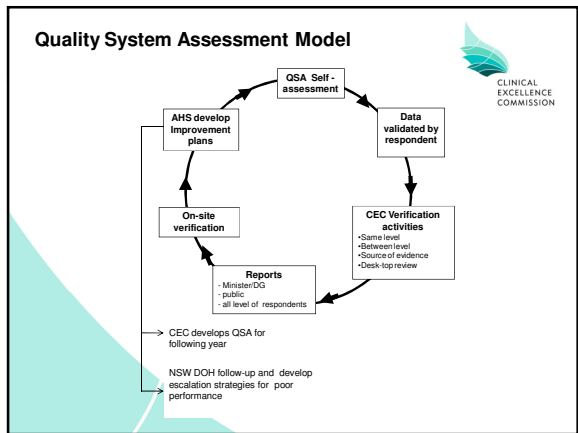 Quality System Assessment Model
CLINICAL
EXCELLENCE
COMMISSION
QSA Self -
assessment
Data
validated by
respondent
CEC Verification
activities
•Same level
•Between level
•Source of evidence
•Desk-top review
Reports
- Minister/DG
- public
- all level of respondents
On-site
verification
AHS develop
Improvement
plans
CEC develops QSA for
following year
NSW DOH follow-up and develop
escalation strategies for poor
performance